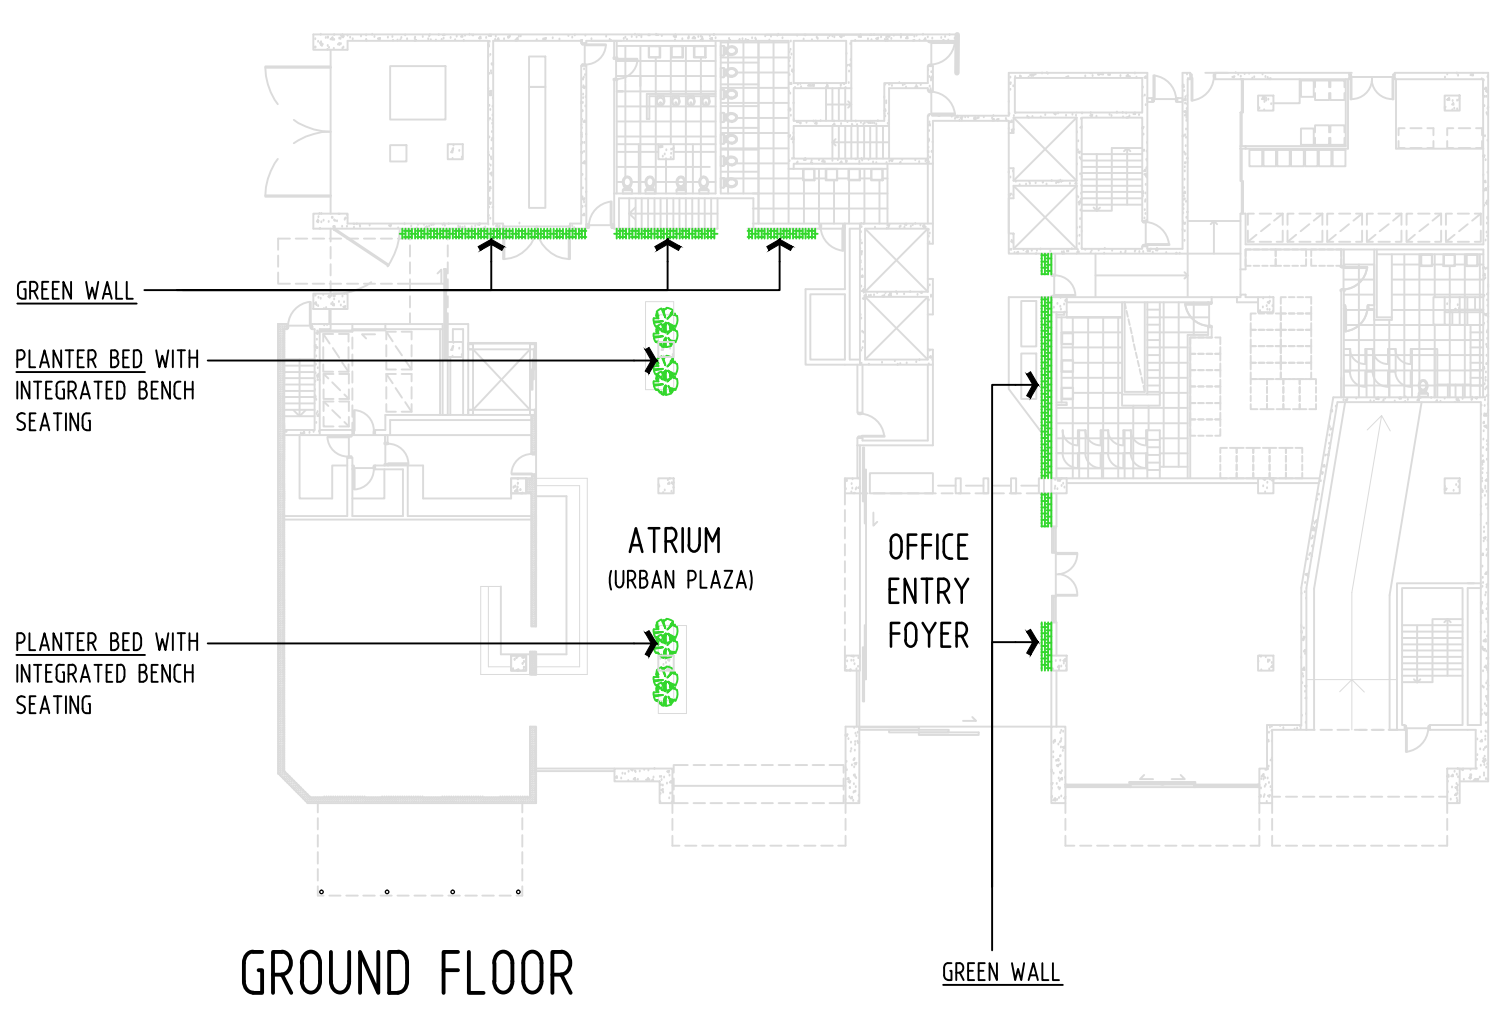 GREEN WALL
PLANTER BED WITH
INTEGRATED BENCH
SEATING
ATRIUM
(URBAN PLAZA)
OFFICE
ENTRY
FOYER
PLANTER BED WITH
INTEGRATED BENCH
SEATING
GROUND FLOOR
GREEN WALL